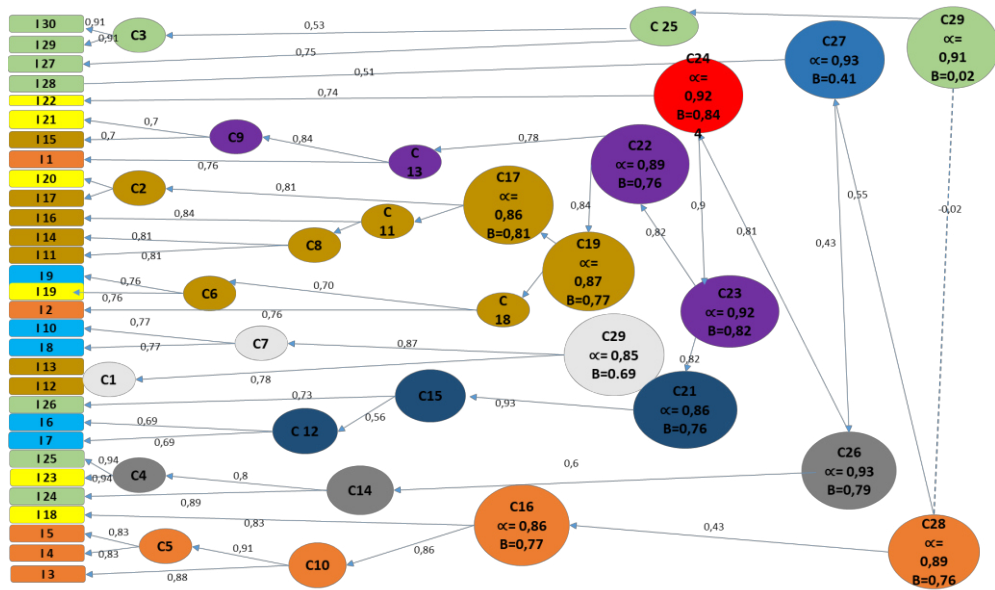 I 30
I 29
I 27
I 28
I 22
I 21
I 15
I 1
I 20
I 17
I 16
I 14
I 11
I 9
I 19
I 2
I 10
I 8
I 13
I 12
I 26
I 6
I 7
I 25
I 23
I 24
I 18
I 5
I 4
I 3
0,91
0,91
C3
0,53
C 25
C29
∝=
0,91
B=0,02
0,75
0,51
C27
∝= 0,93
B=0.41
0,74
C24
∝=
0,92
B=0,84
4
0,7
0,7
C9
0,84
C
13
0,78
0,76
C22
∝= 0,89
B=0,76
C2
0,81
C17
∝=
0,86
B=0,81
0,84
C
11
0,81
0,81
C8
0,84
0,82
0,9
0,81
0,43
0,55
-0,02
C19
∝=
0,87
B=0,77
0,76
0,76
C6
0,70
C
18
0,76
C23
∝= 0,92
B=0,82
0,77
0,77
C7
0,87
C29
∝= 0,85
B=0.69
0,82
C1
0,78
C21
∝= 0,86
B=0,76
0,73
C15
0,93
0,69
0,69
C 12
0,56
0,94
0,94
C4
0,8
C14
0,6
C26
∝= 0,93
B=0,79
0,89
0,83
C16
∝= 0,86
B=0,77
0,43
C28
∝=
0,89
B=0,76
0,83
0,83
C5
0,91
C10
0,86
0,88